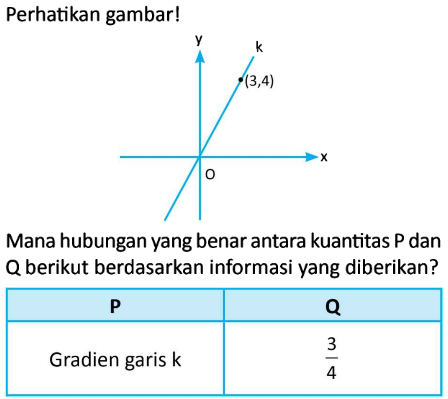 Perhatikan gambar!
y
k
(3,4)
x
O
Mana hubungan yang benar antara kuantitas P dan
Q berikut berdasarkan informasi yang diberikan?
P Q
Gradien garis k 3/4